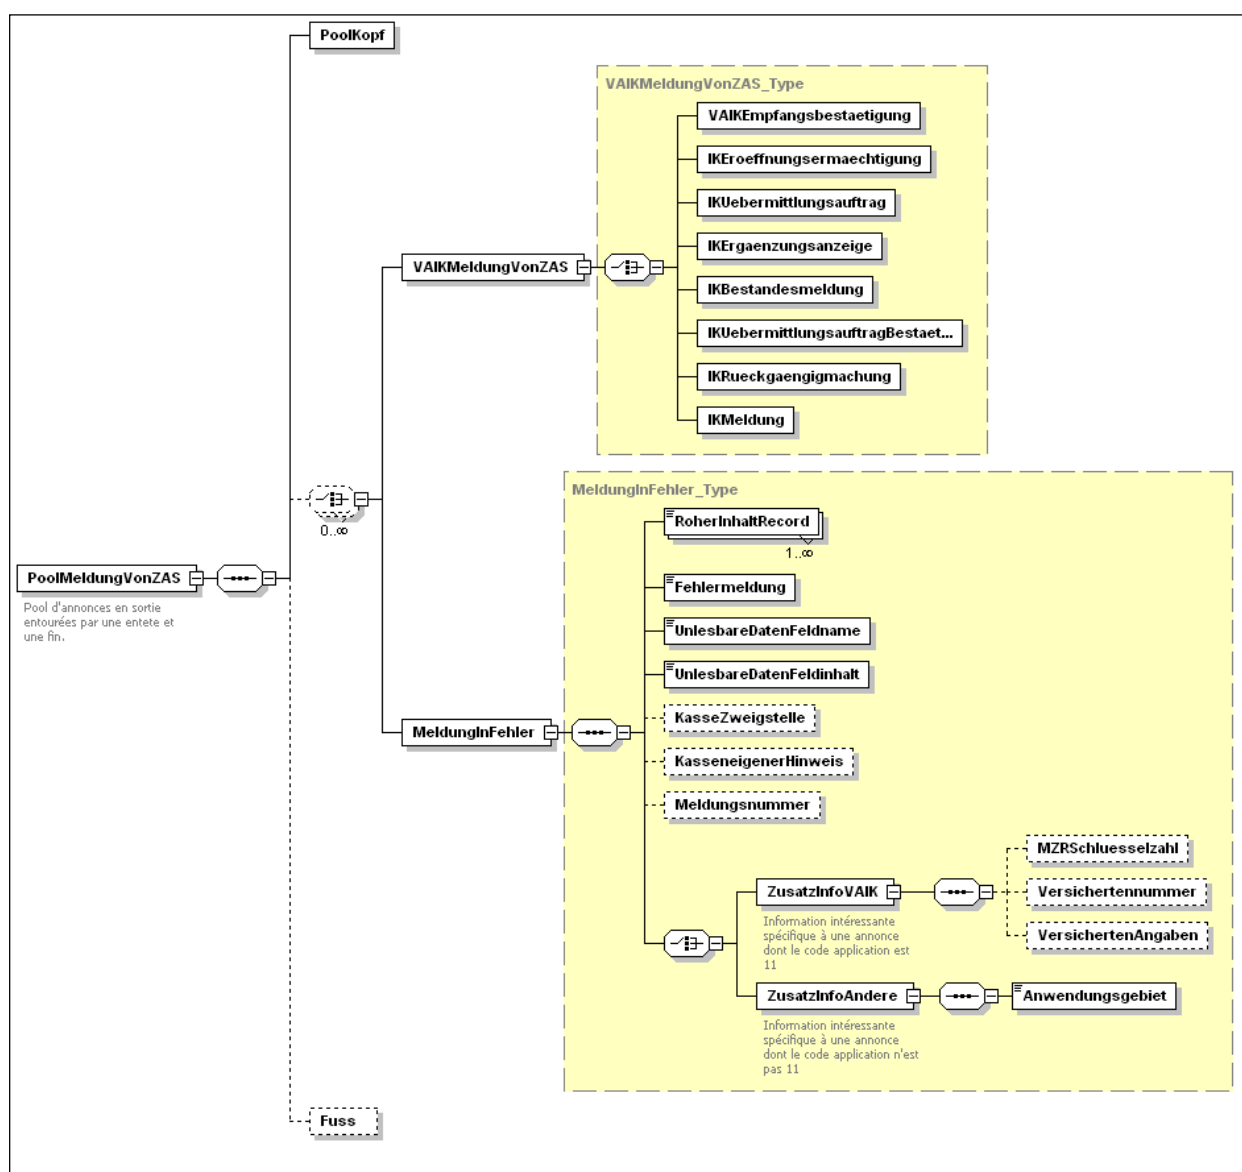 PoolKopf
VAIKMeldungVonZAS_Type
VAIKEmpfangsbestaetigung
IKEroeffnungsermaechtigung
IKUebermittlungsauftrag
IKErgaenzungsanzeige
VAIKMeldungVonZAS
IKBestandesmeldung
IKUebermittlungsauftragBestaet...
IKRueckgaengigmachung
IKMeldung
MeldungInFehler_Type
0..∞
RoherInhaltRecord
1..∞
PoolMeldungVonZAS
Pool d'annonces en sortie
entourées par une entete et
une fin.
Fehlermeldung
UnlesbareDatenFeldname
UnlesbareDatenFeldinhalt
KasseZweigstelle
MeldungInFehler
KasseneigenerHinweis
Meldungsnummer
MZRSchluesselzahl
ZusatzInfoVAIK
Versichertennummer
Information intéressante
spécifique à une annonce
dont le code application est
11
VersichertenAngaben
ZusatzInfoAndere
Anwendungsgebiet
Information intéressante
spécifique à une annonce
dont le code application n'est
pas 11
Fuss